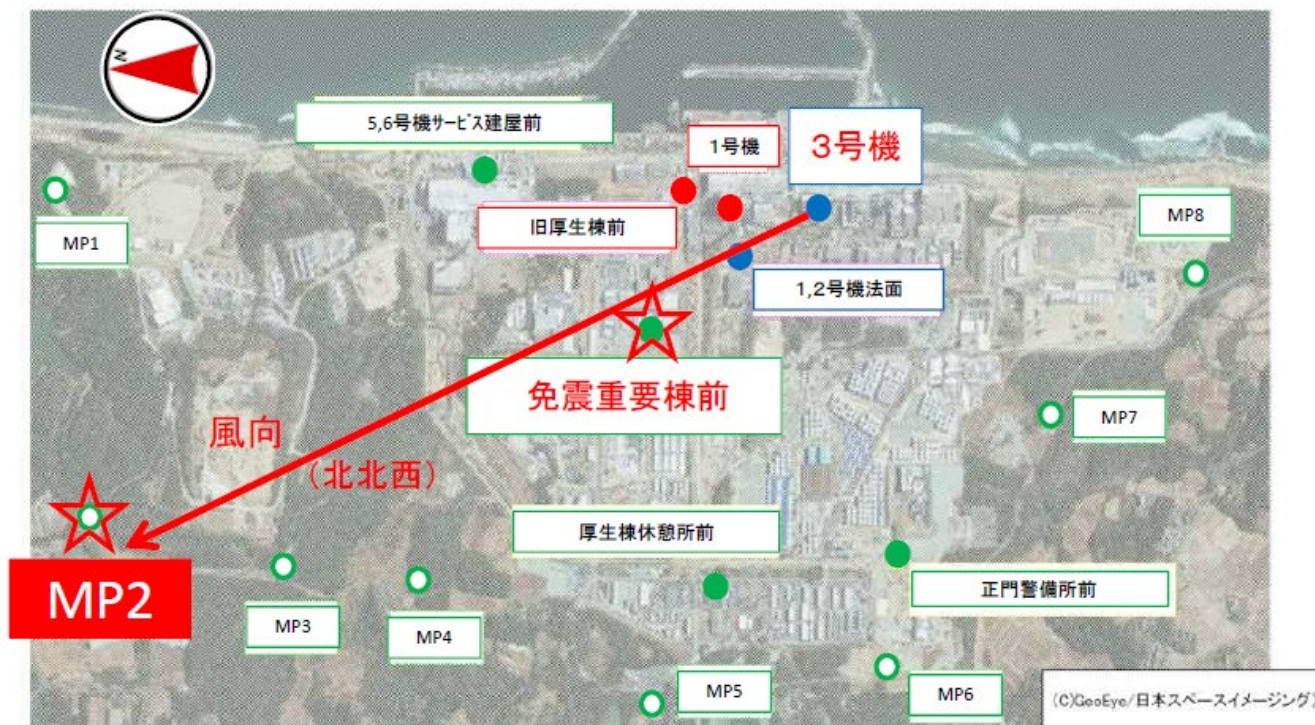 N
5,6号機サービス建屋前
1号機
3号機
MP1
旧厚生棟前
MP8
1,2号機法面
免震重要棟前
風向
(北北西)
MP7
厚生棟休憩所前
MP2
正門警備所前
MP3
MP4
MP5
MP6
(C)GeoEye/日本スペースイメージング)